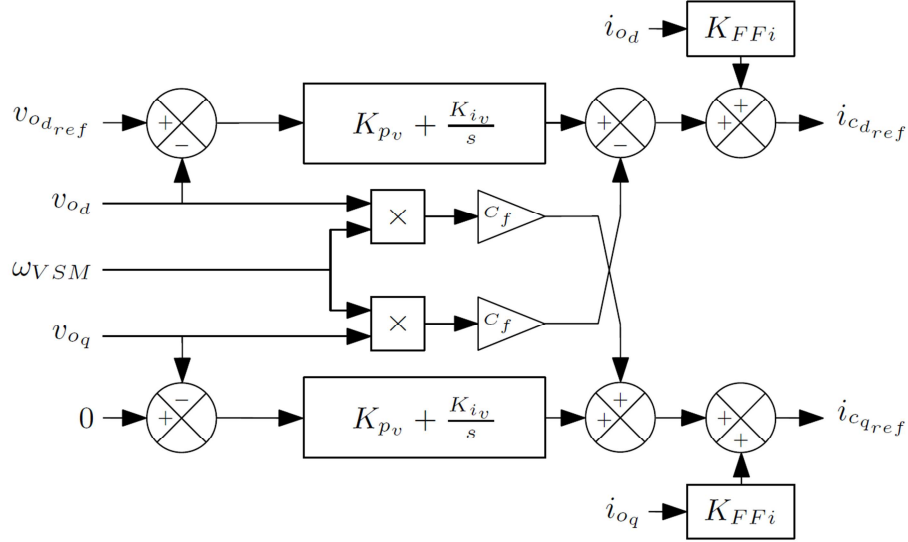 i_{o_d} K_{FFi}
+
v_{o_{d_{ref}}} + − K_{p_v} + \frac{K_{i_v}}{s} + − + i_{c_{d_{ref}}}
v_{o_d} × C_f
ω_{VSM}
v_{o_q} × C_f
− +
0 + K_{p_v} + \frac{K_{i_v}}{s} + + i_{c_{q_{ref}}}
+
i_{o_q} K_{FFi}